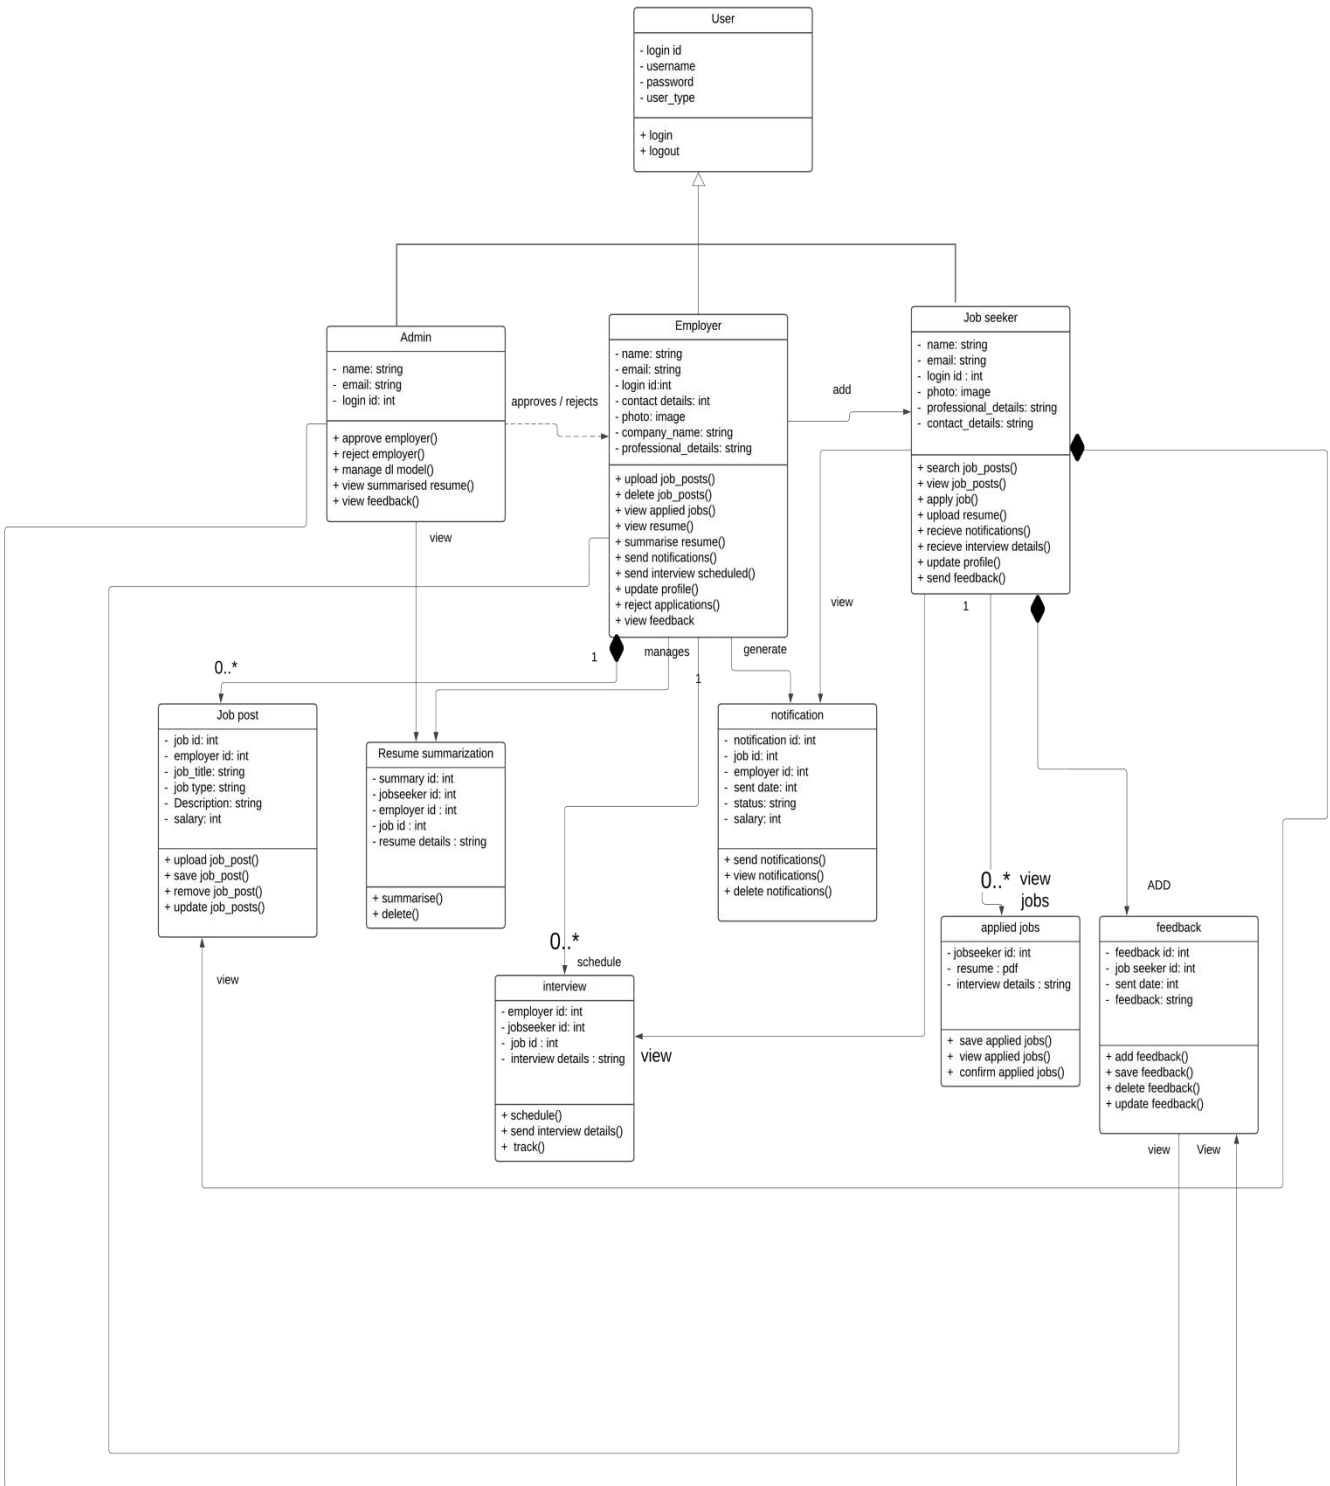 User
- login id
- username
- password
- user_type
+ login
+ logout
Admin
- name: string
- email: string
- login id: int
+ approve employer()
+ reject employer()
+ manage dl model()
+ view summarised resume()
+ view feedback()
approves / rejects
Employer
- name: string
- email: string
- login id:int
- contact details: int
- photo: image
- company_name: string
- professional_details: string
+ upload job_posts()
+ delete job_posts()
+ view applied jobs()
+ view resume()
+ summarise resume()
+ send notifications()
+ send interview scheduled()
+ update profile()
+ reject applications()
+ view feedback
add
Job seeker
- name: string
- email: string
- login id : int
- photo: image
- professional_details: string
- contact_details: string
+ search job_posts()
+ view job_posts()
+ apply job()
+ upload resume()
+ recieve notifications()
+ recieve interview details()
+ update profile()
+ send feedback()
view
view
1
0..*
1
manages
1
generate
Job post
- job id: int
- employer id: int
- job_title: string
- job type: string
- Description: string
- salary: int
+ upload job_post()
+ save job_post()
+ remove job_post()
+ update job_posts()
view
Resume summarization
- summary id: int
- jobseeker id: int
- employer id : int
- job id : int
- resume details : string
+ summarise()
+ delete()
notification
- notification id: int
- job id: int
- employer id: int
- sent date: int
- status: string
- salary: int
+ send notifications()
+ view notifications()
+ delete notifications()
0..*
schedule
interview
- employer id: int
- jobseeker id: int
- job id : int
- interview details : string
+ schedule()
+ send interview details()
+ track()
view
0..* view
jobs
applied jobs
- jobseeker id: int
- resume : pdf
- interview details : string
+ save applied jobs()
+ view applied jobs()
+ confirm applied jobs()
ADD
feedback
- feedback id: int
- job seeker id: int
- sent date: int
- feedback: string
+ add feedback()
+ save feedback()
+ delete feedback()
+ update feedback()
view
View